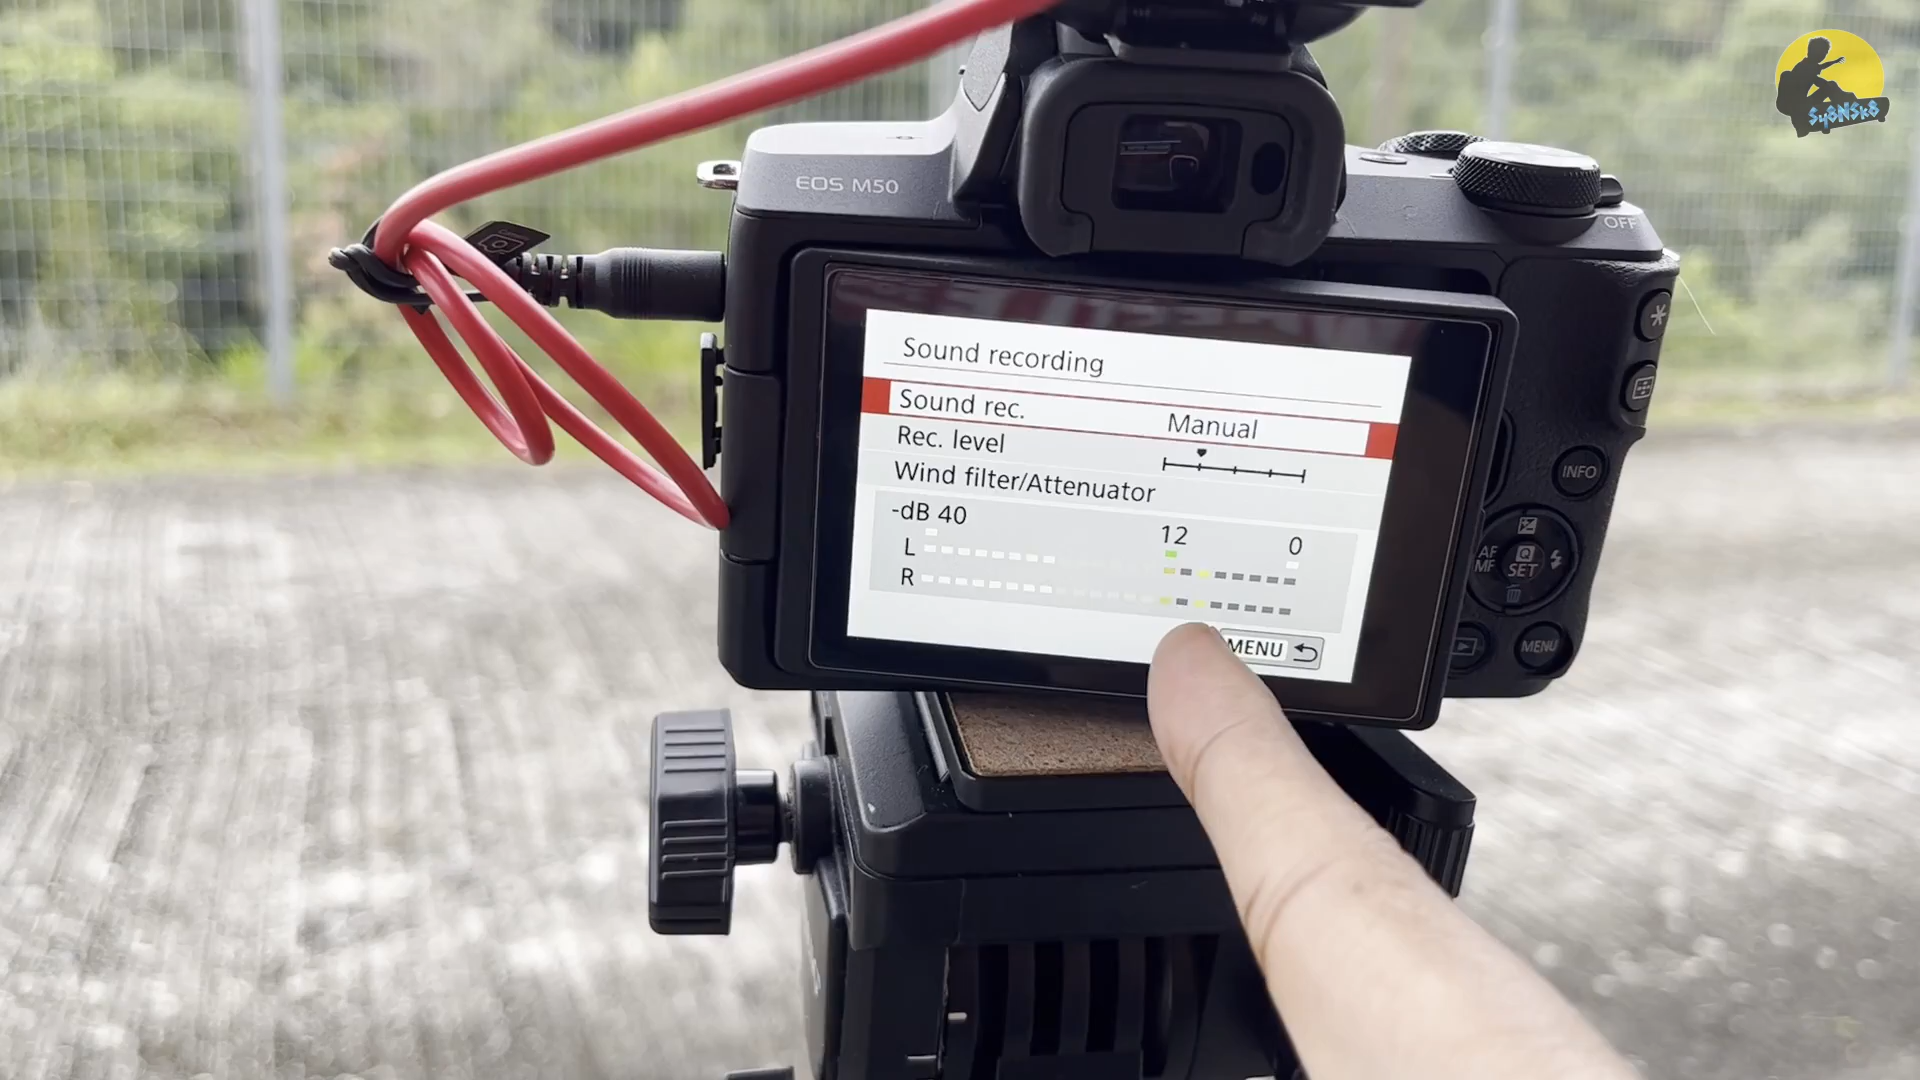 Sy8NSk8
EOS M50
OFF
Sound recording
Sound rec. Manual
Rec. level
Wind filter/Attenuator
-dB 40 12 0
L
R
MENU
INFO
AF
MF
Q
SET
MENU